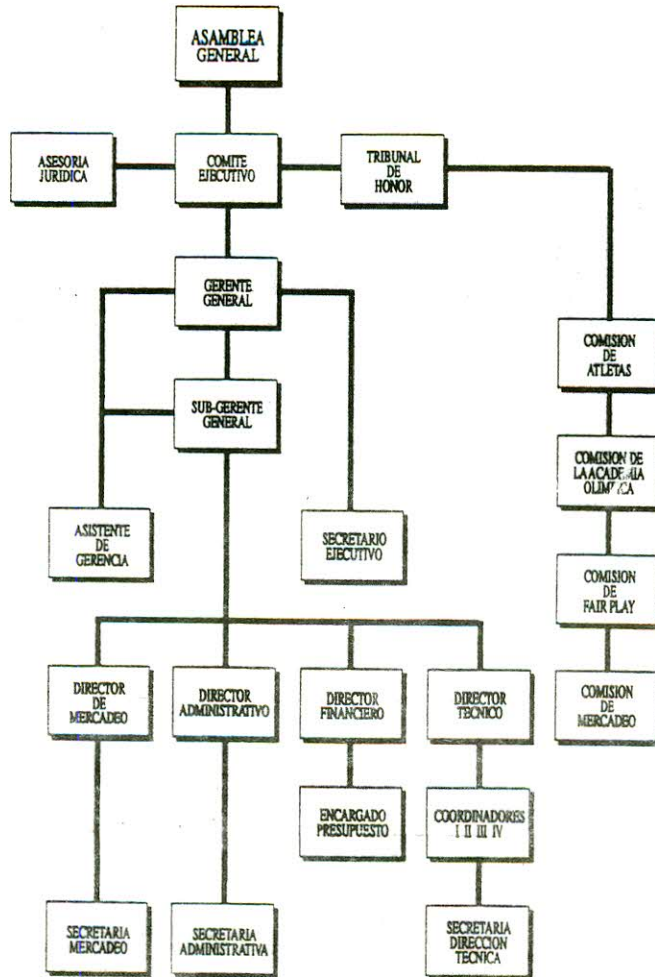 ASAMBLEA
GENERAL
ASESORIA
JURIDICA
COMITE
EJECUTIVO
TRIBUNAL
DE
HONOR
GERENTE
GENERAL
COMISION
DE
ATLETAS
SUB-GERENTE
GENERAL
COMISION DE
LA ACADEMIA
OLIMPICA
ASISTENTE
DE
GERENCIA
SECRETARIO
EJECUTIVO
COMISION
DE
FAIR PLAY
DIRECTOR
DE
MERCADEO
DIRECTOR
ADMINISTRATIVO
DIRECTOR
FINANCIERO
DIRECTOR
TECNICO
COMISION
DE
MERCADEO
ENCARGADO
PRESUPUESTO
COORDINADORES
I II III IV
SECRETARIA
MERCADEO
SECRETARIA
ADMINISTRATIVA
SECRETARIA
DIRECCION
TECNICA